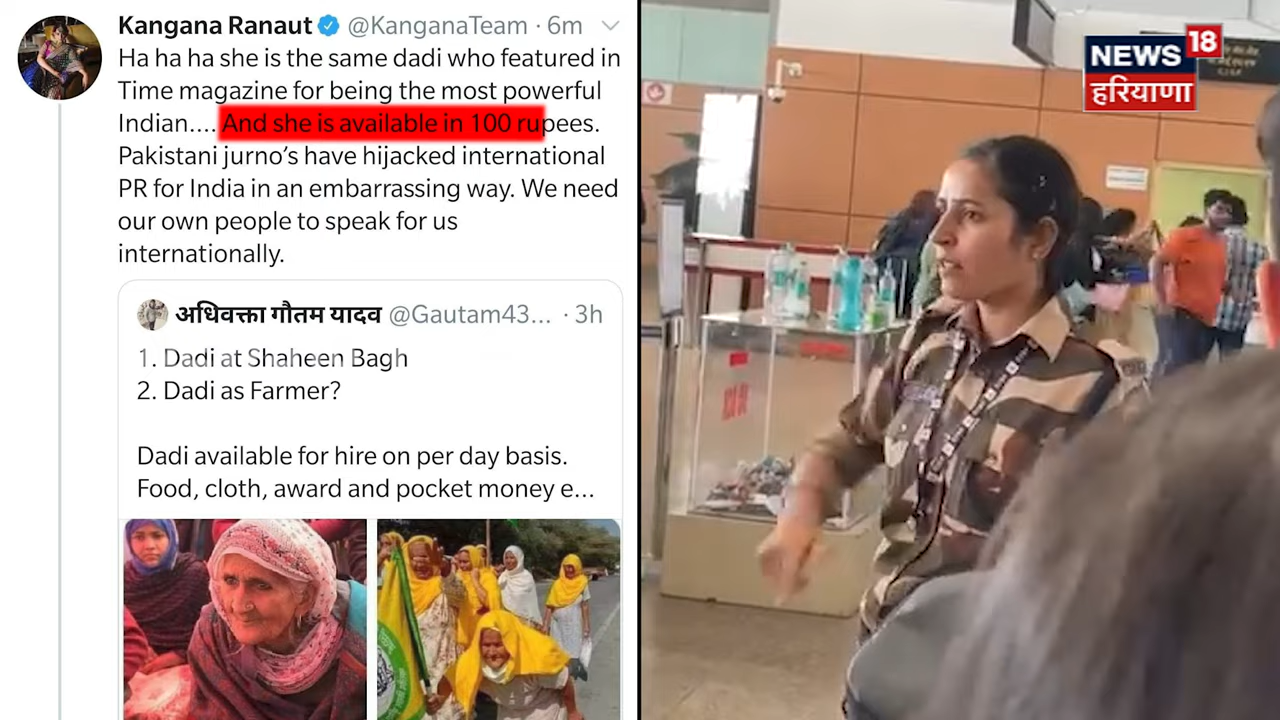 Kangana Ranaut @KanganaTeam · 6m
Ha ha ha she is the same dadi who featured in
Time magazine for being the most powerful
Indian.... And she is available in 100 rupees.
Pakistani jurno's have hijacked international
PR for India in an embarrassing way. We need
our own people to speak for us
internationally.
अधिवक्ता गौतम यादव @Gautam43... · 3h
1. Dadi at Shaheen Bagh
2. Dadi as Farmer?
Dadi available for hire on per day basis.
Food, cloth, award and pocket money e...
NEWS 18
हरियाणा